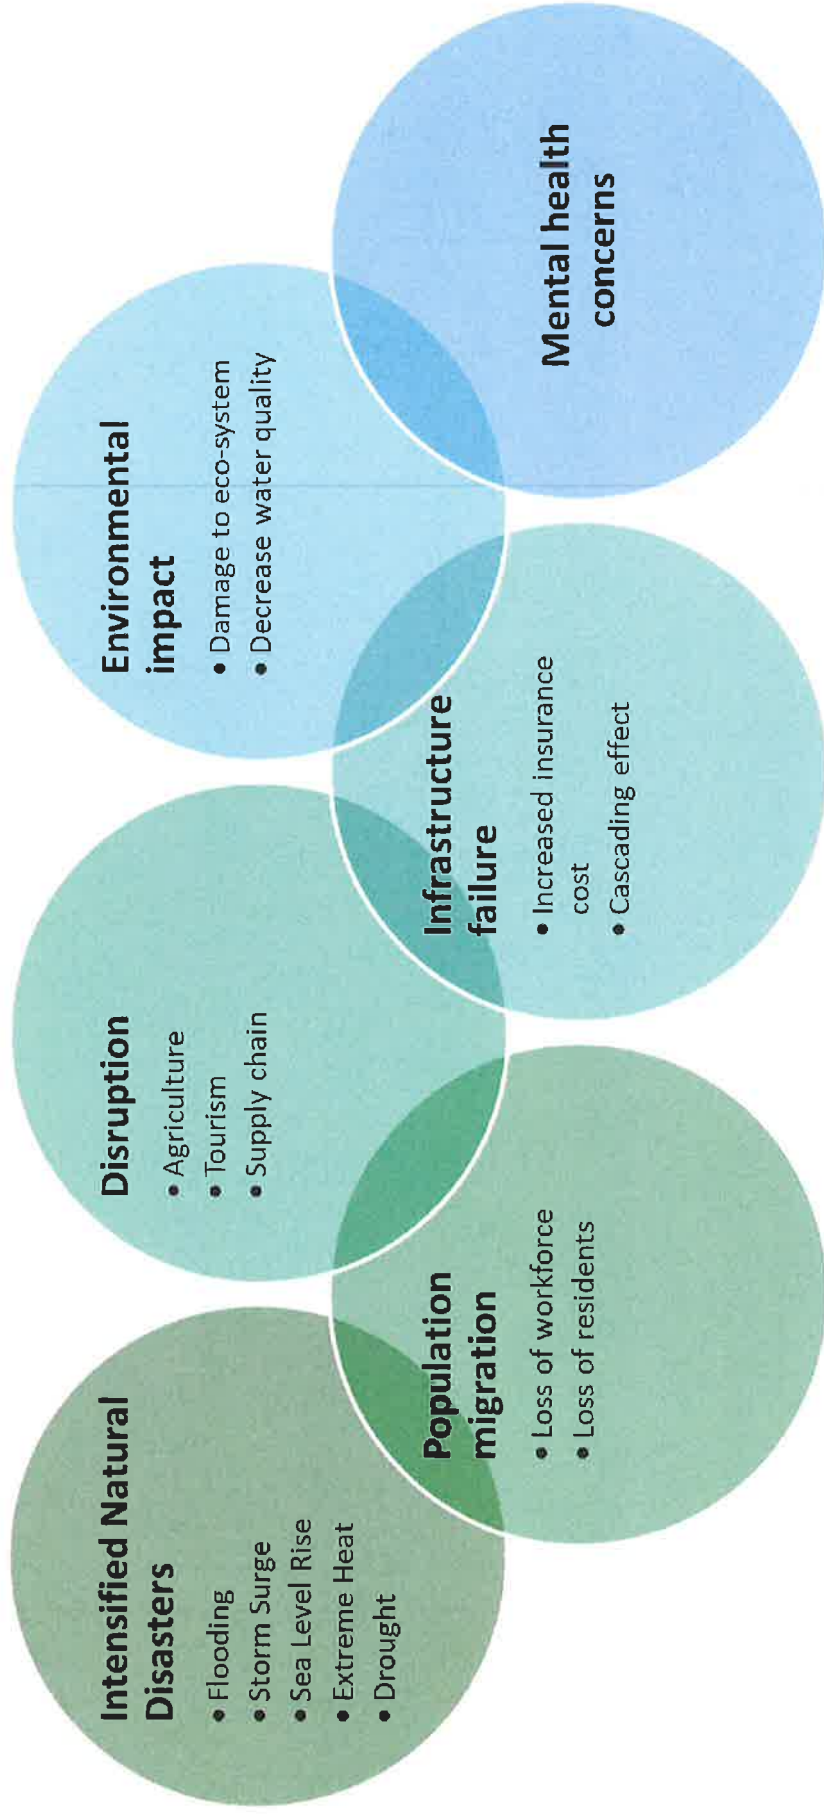 Intensified Natural
Disasters
• Flooding
• Storm Surge
• Sea Level Rise
• Extreme Heat
• Drought
Population
migration
• Loss of workforce
• Loss of residents
Disruption
• Agriculture
• Tourism
• Supply chain
Infrastructure
failure
• Increased insurance
cost
• Cascading effect
Environmental
impact
• Damage to eco-system
• Decrease water quality
Mental health
concerns